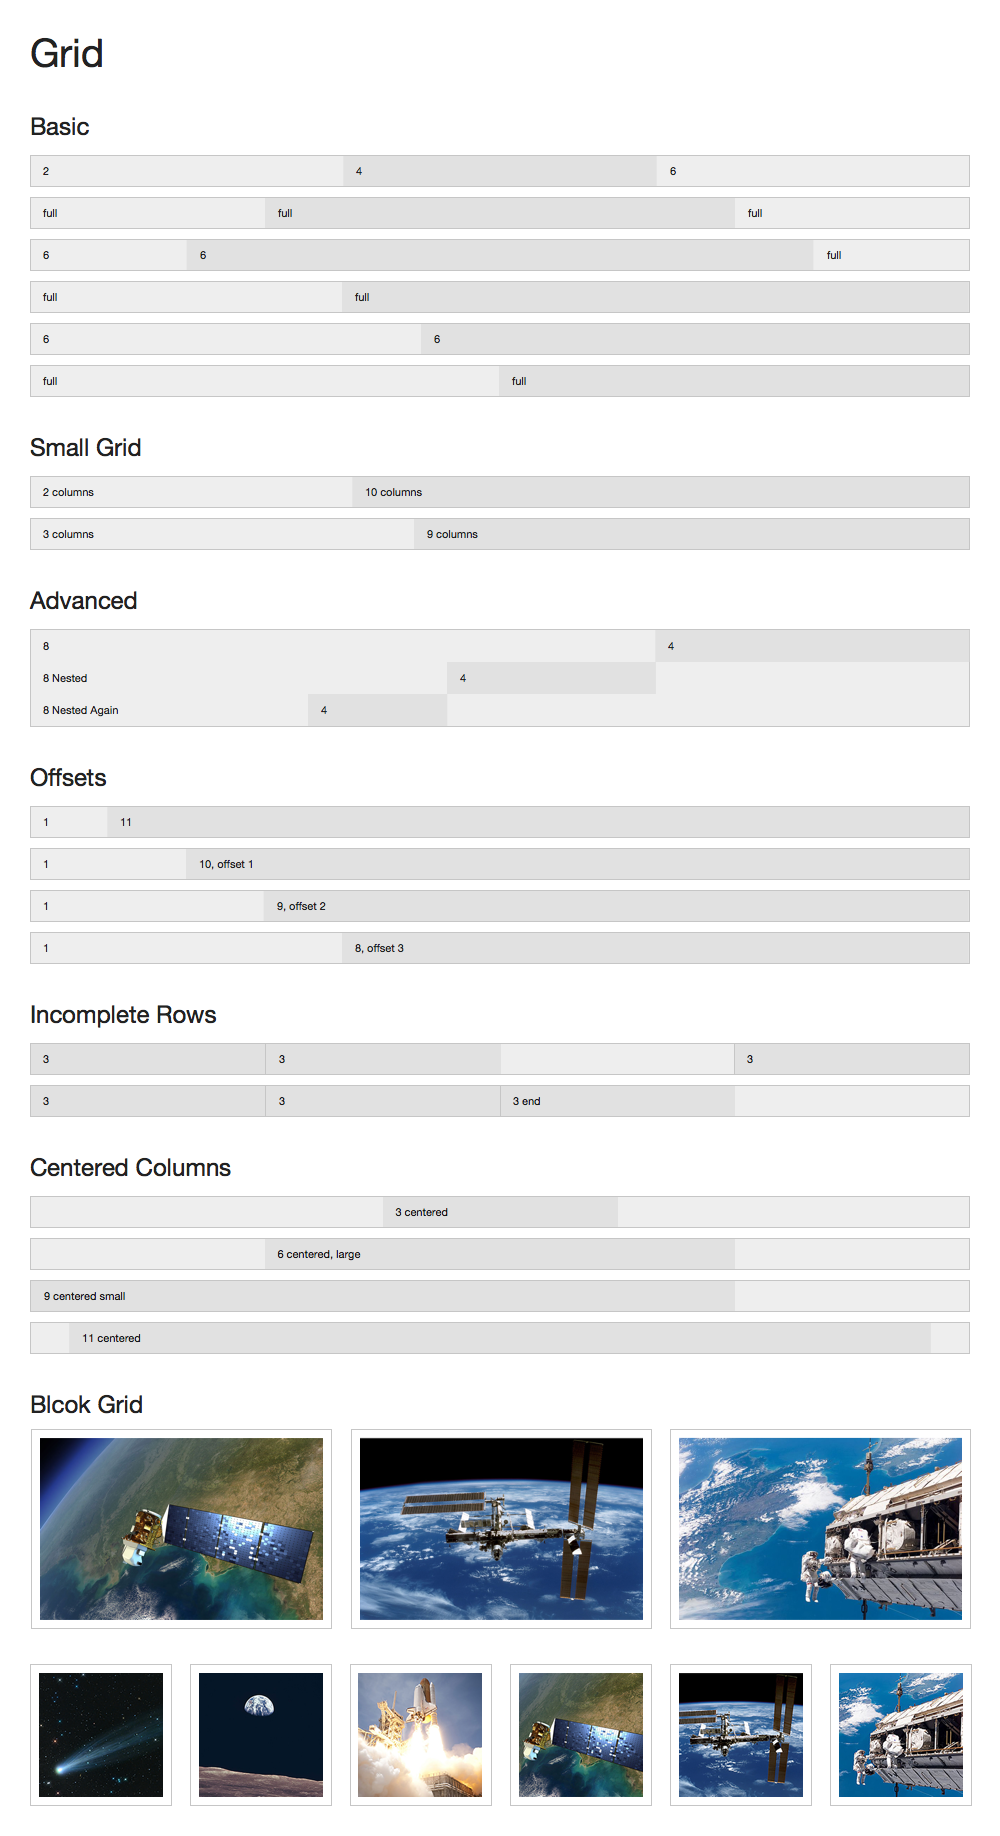 Grid
Basic
2 4 6
full full full
6 6 full
full full
6 6
full full
Small Grid
2 columns 10 columns
3 columns 9 columns
Advanced
8 4
8 Nested 4
8 Nested Again 4
Offsets
1 11
1 10, offset 1
1 9, offset 2
1 8, offset 3
Incomplete Rows
3 3 3
3 3 3 end
Centered Columns
3 centered
6 centered, large
9 centered small
11 centered
Blcok Grid